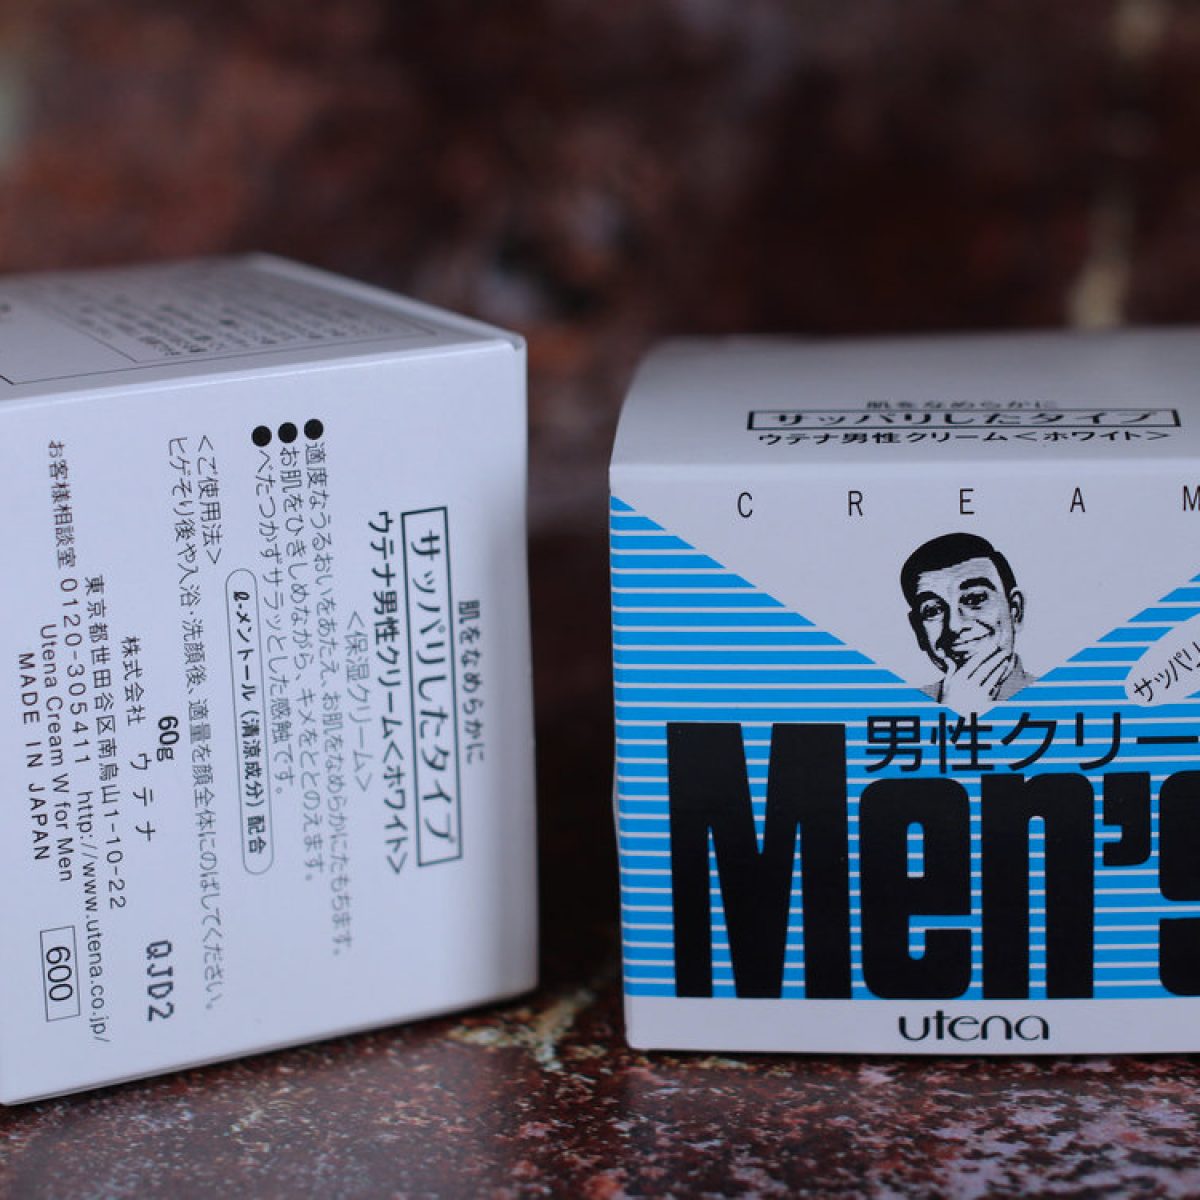 肌をなめらかに
サッパリしたタイプ
ウテナ男性クリーム<ホワイト>
<保湿クリーム>
●適度なうるおいをあたえ、お肌をなめらかにたもちます。
●お肌をひきしめながら、キメをととのえます。
●べたつかずサラッとした感触です。
ℓ-メントール(清涼成分)配合
<ご使用法>
ヒゲそり後や入浴・洗顔後、適量を顔全体にのばしてください。
60g
QJD2
株式会社 ウテナ
東京都世田谷区南烏山1-10-22 http://www.utena.co.jp/
お客様相談室 0120-305411
Utena Cream W for Men
MADE IN JAPAN
600
肌をなめらかに
サッパリしたタイプ
ウテナ男性クリーム<ホワイト>
CREAM
サッパリ
男性クリー
Men's
utena